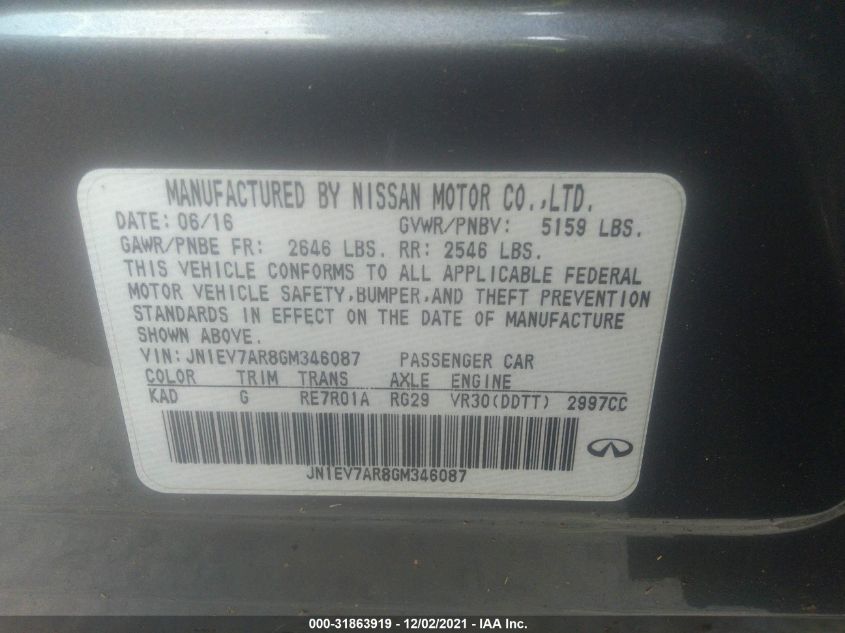 MANUFACTURED BY NISSAN MOTOR CO.,LTD.
DATE: 06/16 GVWR/PNBV: 5159 LBS.
GAWR/PNBE FR: 2646 LBS. RR: 2546 LBS.
THIS VEHICLE CONFORMS TO ALL APPLICABLE FEDERAL
MOTOR VEHICLE SAFETY,BUMPER,AND THEFT PREVENTION
STANDARDS IN EFFECT ON THE DATE OF MANUFACTURE
SHOWN ABOVE.
VIN:JN1EV7AR8GM346087 PASSENGER CAR
COLOR TRIM TRANS AXLE ENGINE
KAD G RE7R01A RG29 VR30(DDTT) 2997CC
JN1EV7AR8GM346087
000-31863919 - 12/02/2021 - IAA Inc.